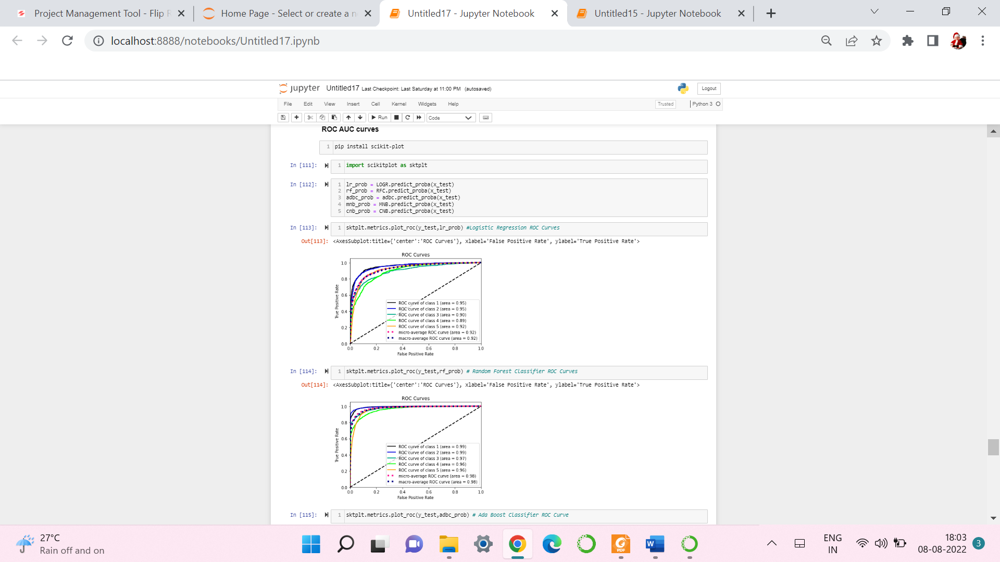 Project Management Tool - Flip R
Home Page - Select or create a n
Untitled17 - Jupyter Notebook
Untitled15 - Jupyter Notebook
localhost:8888/notebooks/Untitled17.ipynb
jupyter Untitled17 Last Checkpoint: Last Saturday at 11:00 PM (autosaved)
Logout
File Edit View Insert Cell Kernel Widgets Help
Trusted
Python 3
Run
Code
ROC AUC curves
1 pip install scikit-plot
In [111]: 1 import scikitplot as sktplt
In [112]: 1 lr_prob = LOGR.predict_proba(x_test)
2 rf_prob = RFC.predict_proba(x_test)
3 adbc_prob = adbc.predict_proba(x_test)
4 mnb_prob = MNB.predict_proba(x_test)
5 cnb_prob = CNB.predict_proba(x_test)
In [113]: 1 sktplt.metrics.plot_roc(y_test,lr_prob) #Logistic Regression ROC Curves
Out[113]: <AxesSubplot:title={'center':'ROC Curves'}, xlabel='False Positive Rate', ylabel='True Positive Rate'>
ROC Curves
1.0
0.8
0.6
0.4
0.2
0.0
True Positive Rate
ROC curve of class 1 (area = 0.95)
ROC curve of class 2 (area = 0.95)
ROC curve of class 3 (area = 0.90)
ROC curve of class 4 (area = 0.89)
ROC curve of class 5 (area = 0.92)
micro-average ROC curve (area = 0.92)
macro-average ROC curve (area = 0.92)
0.0 0.2 0.4 0.6 0.8 1.0
False Positive Rate
In [114]: 1 sktplt.metrics.plot_roc(y_test,rf_prob) # Random Forest Classifier ROC Curves
Out[114]: <AxesSubplot:title={'center':'ROC Curves'}, xlabel='False Positive Rate', ylabel='True Positive Rate'>
ROC Curves
1.0
0.8
0.6
0.4
0.2
0.0
True Positive Rate
ROC curve of class 1 (area = 0.99)
ROC curve of class 2 (area = 0.99)
ROC curve of class 3 (area = 0.97)
ROC curve of class 4 (area = 0.96)
ROC curve of class 5 (area = 0.96)
micro-average ROC curve (area = 0.98)
macro-average ROC curve (area = 0.98)
0.0 0.2 0.4 0.6 0.8 1.0
False Positive Rate
In [115]: 1 sktplt.metrics.plot_roc(y_test,adbc_prob) # Ada Boost Classifier ROC Curve
27°C
Rain off and on
PDF
W
ENG
IN
18:03
08-08-2022
3